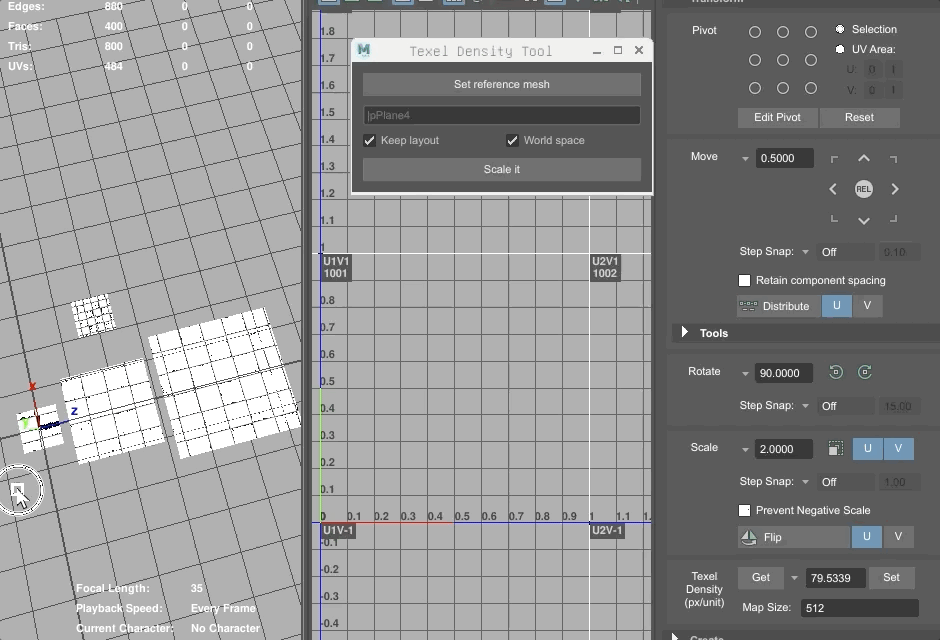 Edges: 880 0 0
Faces: 400 0 0
Tris: 800 0 0
UVs: 484 0 0
x
y
z
Focal Length: 35
Playback Speed: Every Frame
Current Character: No Character
1.8
1.7
1.6
1.5
1.4
1.3
1.2
1.1
1
0.8
0.7
0.6
0.5
0.4
0.3
0.2
0.1
0 0.1 0.2 0.3 0.4 0.5 0.6 0.7 0.8 0.9 1 1.1 1.
-0.1
-0.2
-0.3
-0.4
U1V1
1001
U2V1
1002
U1V-1
U2V-1
M Texel Density Tool
Set reference mesh
|pPlane4
Keep layout World space
Scale it
Transform
Pivot
Selection
UV Area:
U: 0 1
V: 0 1
Edit Pivot Reset
Move 0.5000
REL
Step Snap: Off 0.10
Retain component spacing
Distribute U V
Tools
Rotate 90.0000
Step Snap: Off 15.00
Scale 2.0000 U V
Step Snap: Off 1.00
Prevent Negative Scale
Flip U V
Texel
Density
(px/unit)
Get 79.5339 Set
Map Size: 512
Create